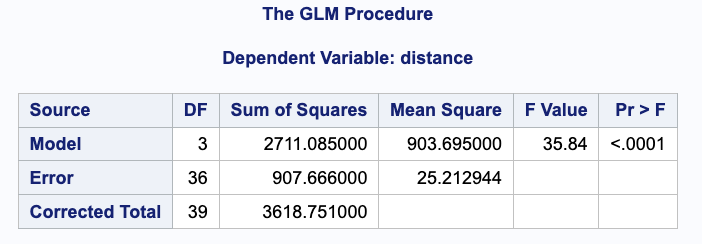 The GLM Procedure
Dependent Variable: distance
Source DF Sum of Squares Mean Square F Value Pr > F
Model 3 2711.085000 903.695000 35.84 <.0001
Error 36 907.666000 25.212944
Corrected Total 39 3618.751000